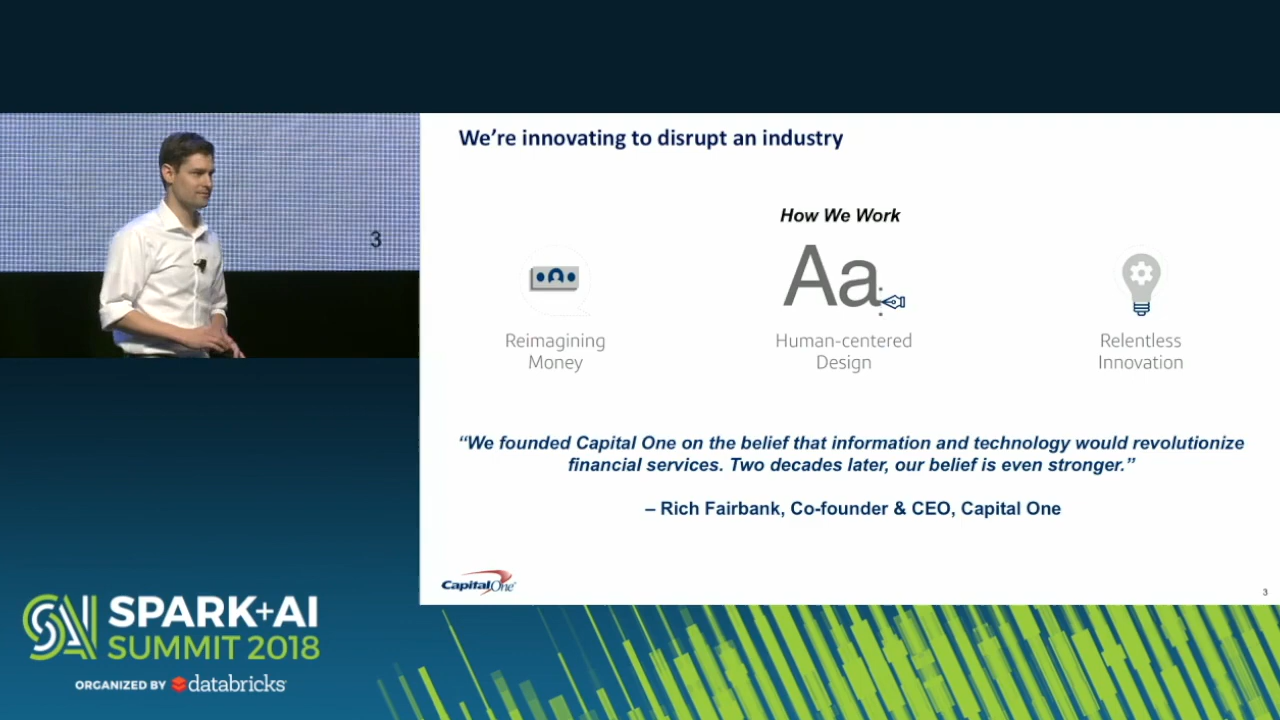 We're innovating to disrupt an industry
How We Work
Aa
Reimagining
Money
Human-centered
Design
Relentless
Innovation
“We founded Capital One on the belief that information and technology would revolutionize
financial services. Two decades later, our belief is even stronger.”
– Rich Fairbank, Co-founder & CEO, Capital One
CapitalOne
3
3
SAI
SPARK+AI
SUMMIT 2018
ORGANIZED BY databricks